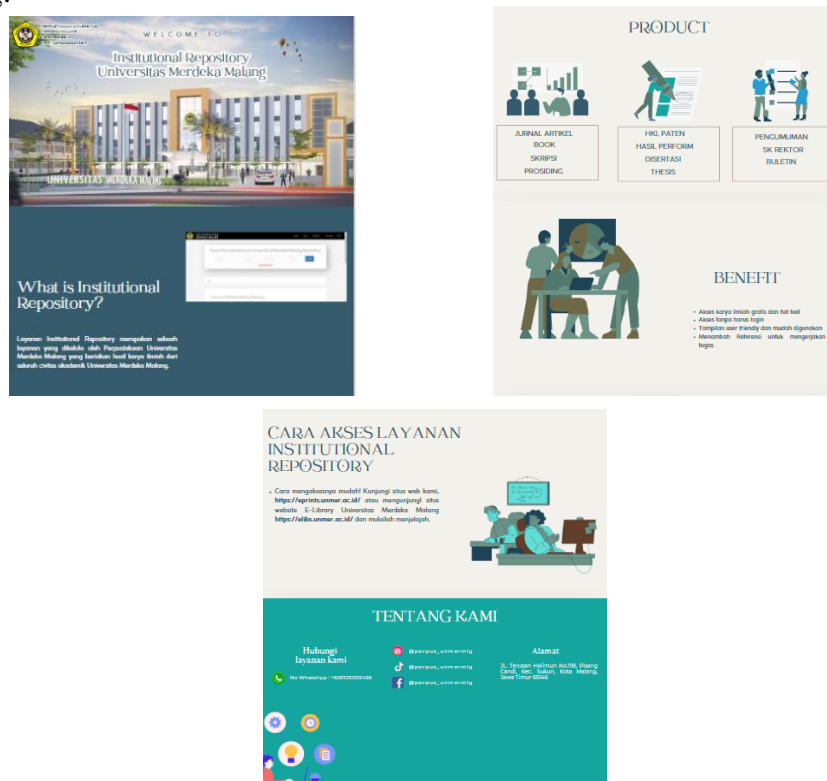 WELCOME TO
Institutional Repository
Universitas Merdeka Malang
UNIVERSITAS MERDEKA MALANG
What is Institutional
Repository?
Layanan Institutional Repository merupakan sebuah
layanan yang dikelola oleh Perpustakaan Universitas
Merdeka Malang yang berisikan hasil karya ilmiah dari
seluruh civitas akademik Universitas Merdeka Malang.
PRODUCT
JURNAL ARTIKEL
BOOK
SKRIPSI
PROSIDING
HKI, PATEN
HASIL PERFORM
DISERTASI
THESIS
PENGUMUMAN
SK REKTOR
BULETIN
BENEFIT
• Akses karya ilmiah gratis dan full text
• Akses tanpa harus login
• Tampilan user friendly dan mudah digunakan
• Menambah Referensi untuk mengerjakan
tugas
CARA AKSES LAYANAN
INSTITUTIONAL
REPOSITORY
• Cara mengaksesnya mudah! Kunjungi situs web kami,
https://eprints.unmer.ac.id/ atau mengunjungi situs
website E-Library Universitas Merdeka Malang
https://elibs.unmer.ac.id/ dan mulailah menjelajah.
TENTANG KAMI
Hubungi
layanan kami
No WhatsApp :
@perpus_unmermlg
@perpus_unmermlg
@perpus_unmermlg
Alamat
JL. Terusan Halimun No.11B, Pisang
Candi, Kec. Sukun, Kota Malang,
Jawa Timur 65146